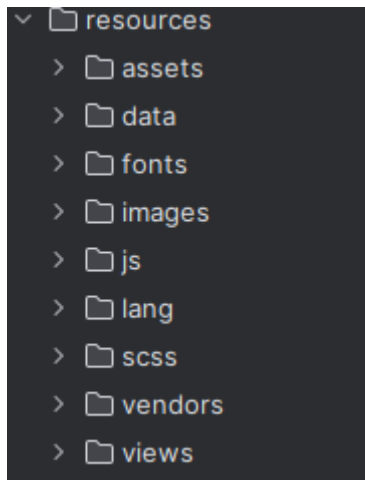 resources
assets
data
fonts
images
js
lang
scss
vendors
views